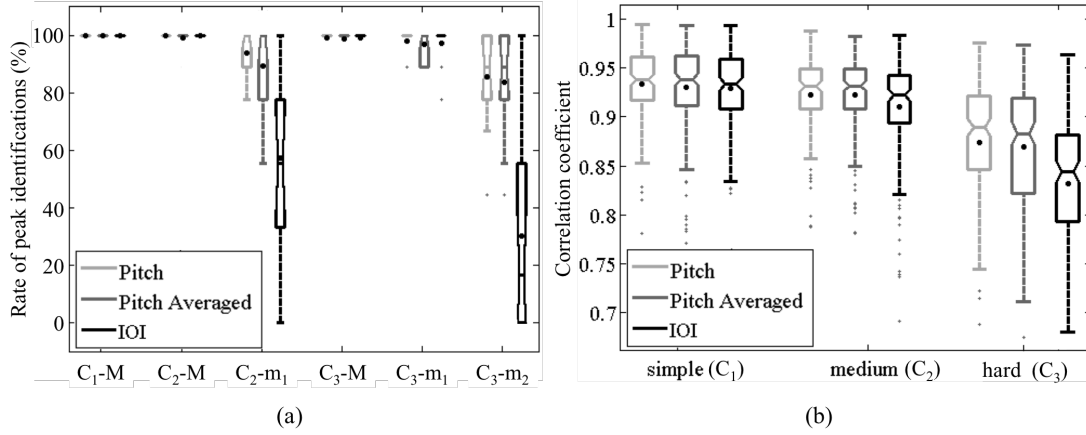 Rate of peak identifications (%)
100
80
60
40
20
0
Pitch
Pitch Averaged
IOI
C₁-M
C₂-M
C₂-m₁
C₃-M
C₃-m₁
C₃-m₂
(a)
Correlation coefficient
1
0.95
0.9
0.85
0.8
0.75
0.7
Pitch
Pitch Averaged
IOI
simple (C₁)
medium (C₂)
hard (C₃)
(b)